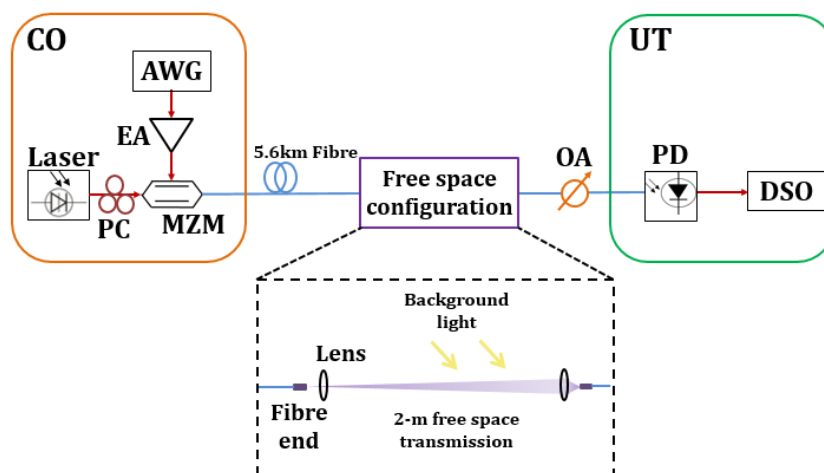 CO
UT
AWG
EA
Laser
PC
MZM
5.6km Fibre
Free space
configuration
OA
PD
DSO
Background
light
Lens
Fibre
end
2-m free space
transmission